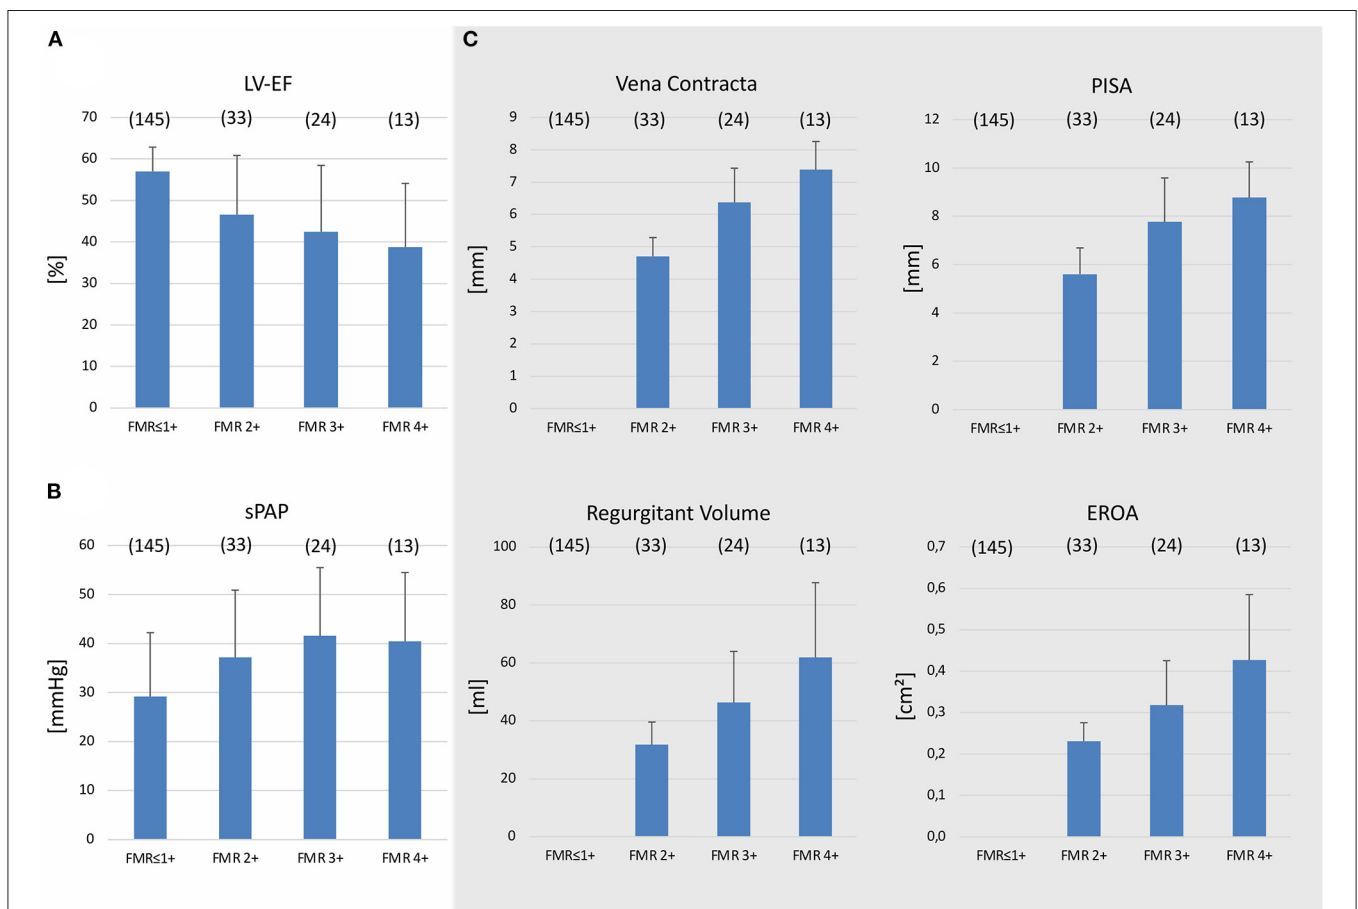 A
LV-EF
70
60
50
40
30
20
10
0
[%]
(145) (33) (24) (13)
FMR≤1+ FMR 2+ FMR 3+ FMR 4+
B
sPAP
60
50
40
30
20
10
0
[mmHg]
(145) (33) (24) (13)
FMR≤1+ FMR 2+ FMR 3+ FMR 4+
C
Vena Contracta
9
8
7
6
5
4
3
2
1
0
[mm]
(145) (33) (24) (13)
FMR≤1+ FMR 2+ FMR 3+ FMR 4+
PISA
12
10
8
6
4
2
0
[mm]
(145) (33) (24) (13)
FMR≤1+ FMR 2+ FMR 3+ FMR 4+
Regurgitant Volume
100
80
60
40
20
0
[ml]
(145) (33) (24) (13)
FMR≤1+ FMR 2+ FMR 3+ FMR 4+
EROA
0,7
0,6
0,5
0,4
0,3
0,2
0,1
0,0
[cm²]
(145) (33) (24) (13)
FMR≤1+ FMR 2+ FMR 3+ FMR 4+